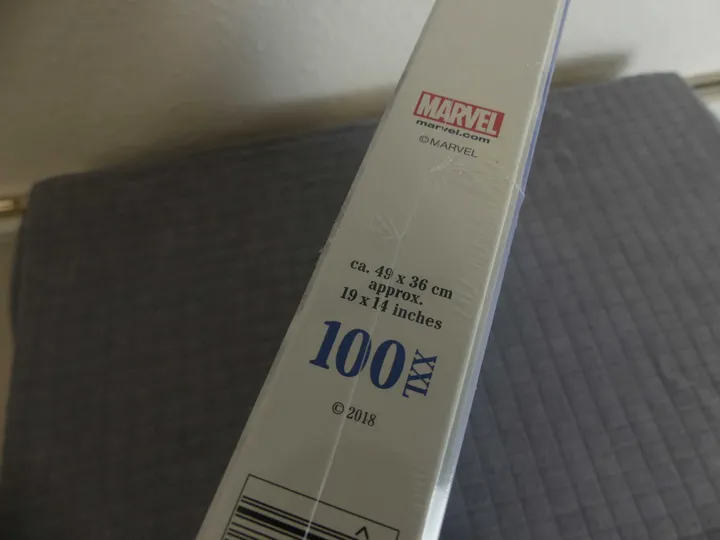 MARVEL
marvel.com
©MARVEL
ca. 49 x 36 cm
approx.
19 x 14 inches
100 XXL
© 2018